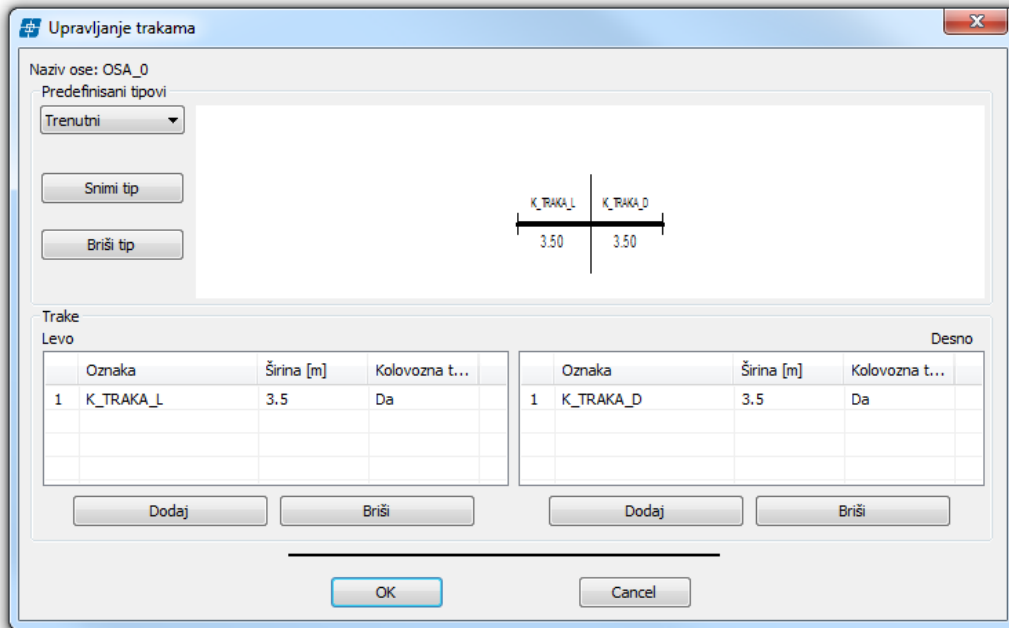 Upravljanje trakama
Naziv ose: OSA_0
Predefinisani tipovi
Trenutni
Snimi tip
Briši tip
K_TRAKA_L K_TRAKA_D
3.50 3.50
Trake
Levo Desno
Oznaka Širina [m] Kolovozna t... Oznaka Širina [m] Kolovozna t...
1 K_TRAKA_L 3.5 Da 1 K_TRAKA_D 3.5 Da
Dodaj Briši Dodaj Briši
OK Cancel